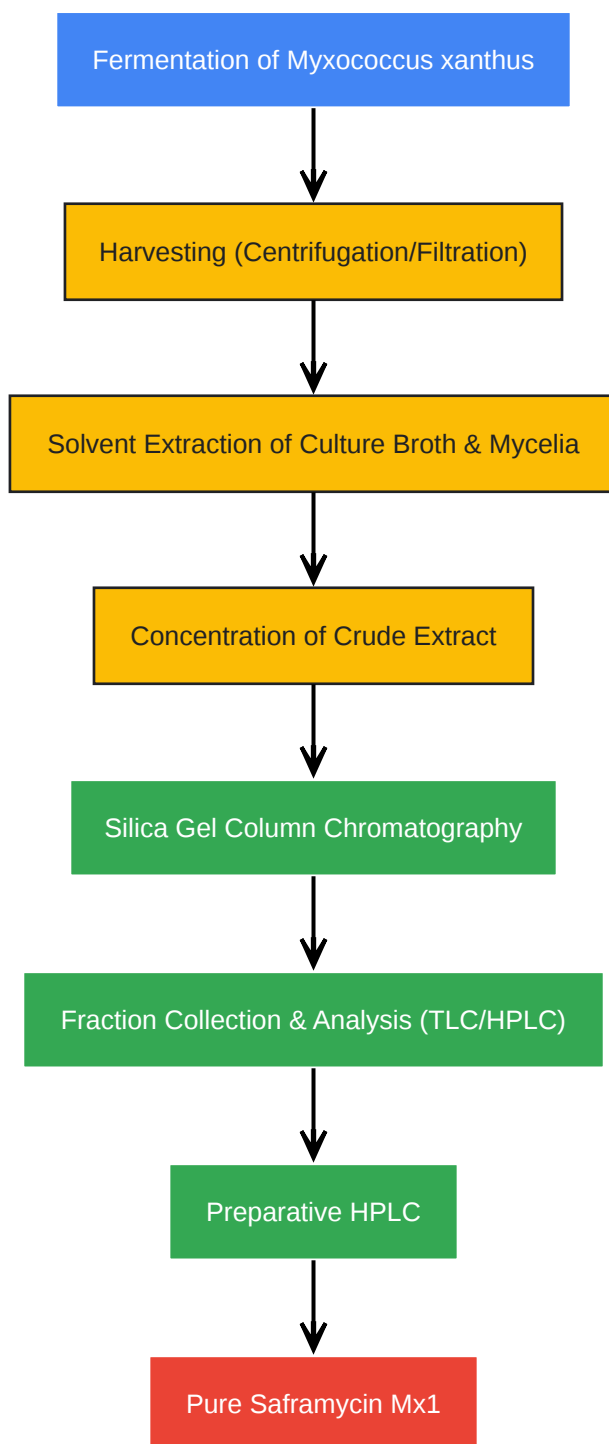 Fermentation of Myxococcus xanthus
Harvesting (Centrifugation/Filtration)
Solvent Extraction of Culture Broth & Mycelia
Concentration of Crude Extract
Silica Gel Column Chromatography
Fraction Collection & Analysis (TLC/HPLC)
Preparative HPLC
Pure Saframycin Mx1